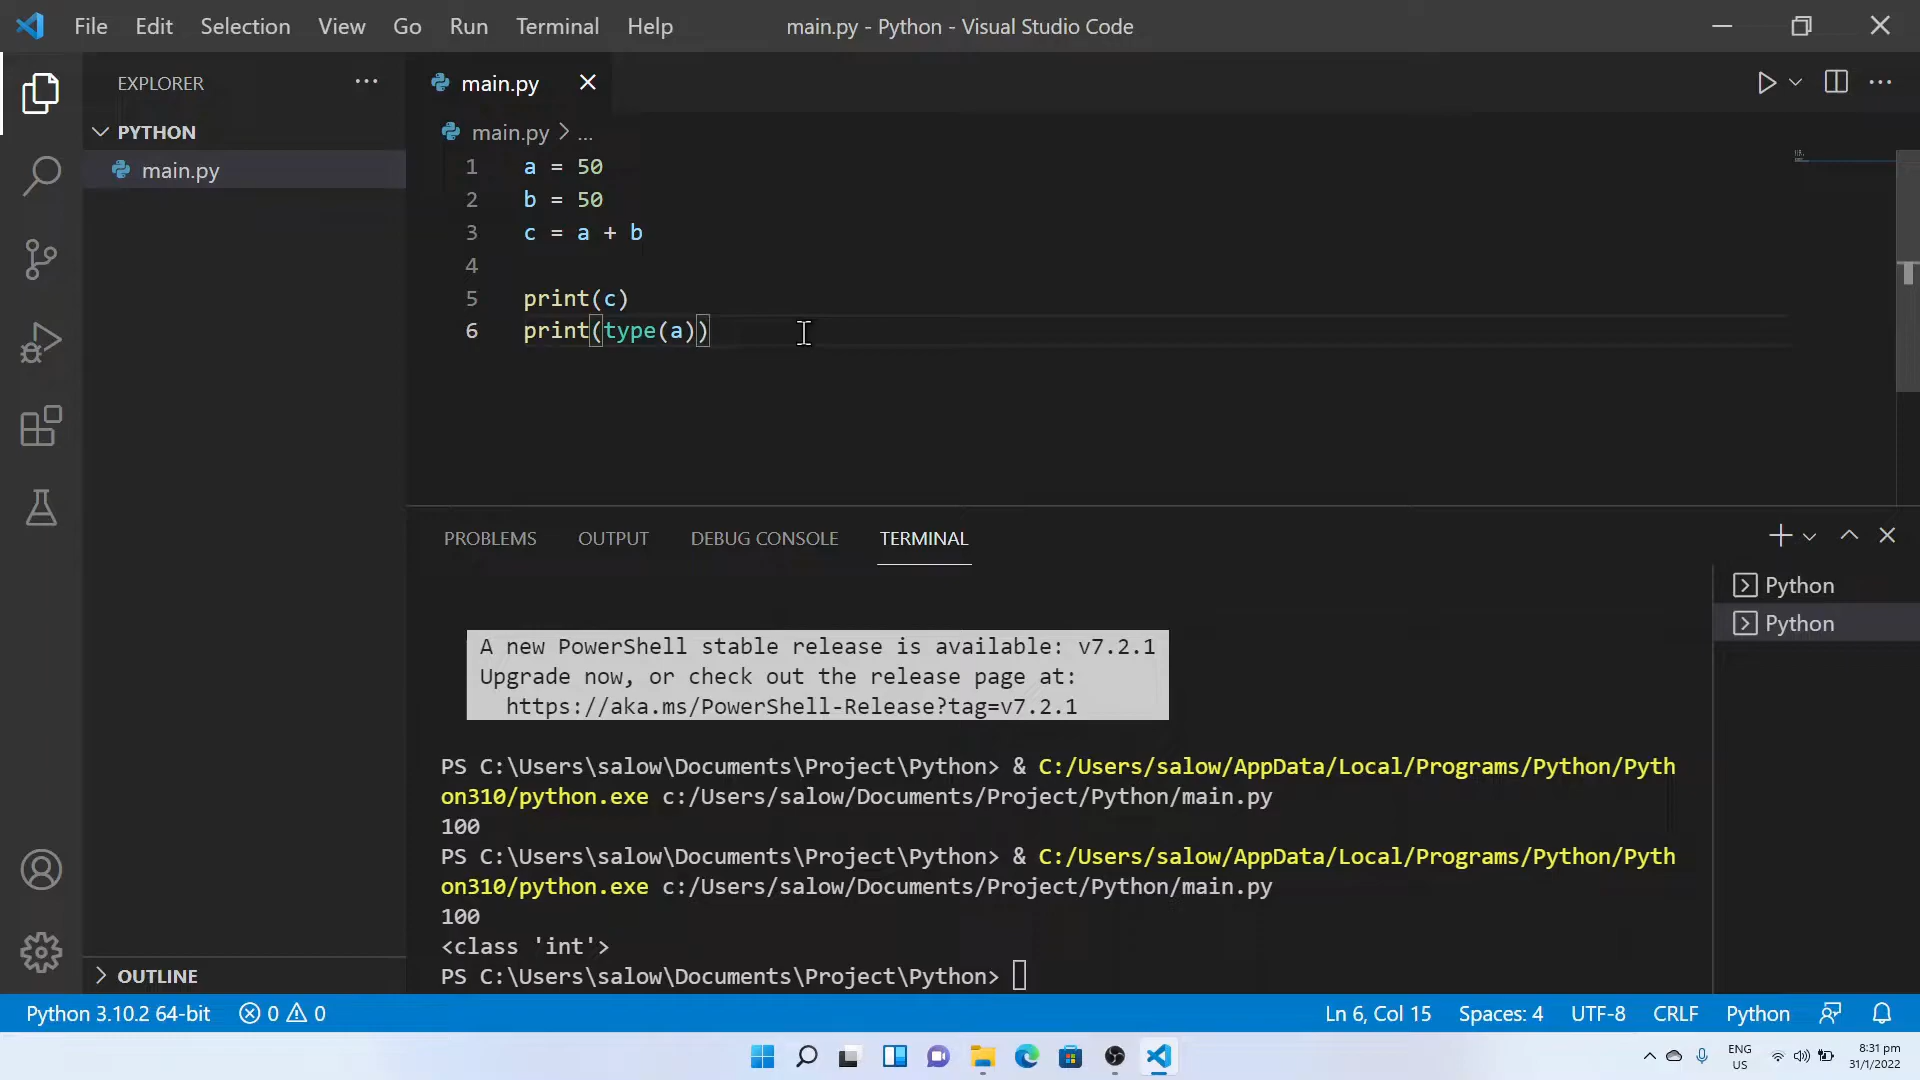 File Edit Selection View Go Run Terminal Help main.py - Python - Visual Studio Code
EXPLORER ···
main.py
PYTHON
main.py
main.py > ...
1 a = 50
2 b = 50
3 c = a + b
4
5 print(c)
6 print(type(a))
PROBLEMS OUTPUT DEBUG CONSOLE TERMINAL
Python
Python
A new PowerShell stable release is available: v7.2.1
Upgrade now, or check out the release page at:
https://aka.ms/PowerShell-Release?tag=v7.2.1
PS C:\Users\salow\Documents\Project\Python> & C:/Users/salow/AppData/Local/Programs/Python/Pyth
on310/python.exe c:/Users/salow/Documents/Project/Python/main.py
100
PS C:\Users\salow\Documents\Project\Python> & C:/Users/salow/AppData/Local/Programs/Python/Pyth
on310/python.exe c:/Users/salow/Documents/Project/Python/main.py
100
<class 'int'>
PS C:\Users\salow\Documents\Project\Python>
OUTLINE
Python 3.10.2 64-bit 0 0 Ln 6, Col 15 Spaces: 4 UTF-8 CRLF Python
ENG
US
8:31 pm
31/1/2022